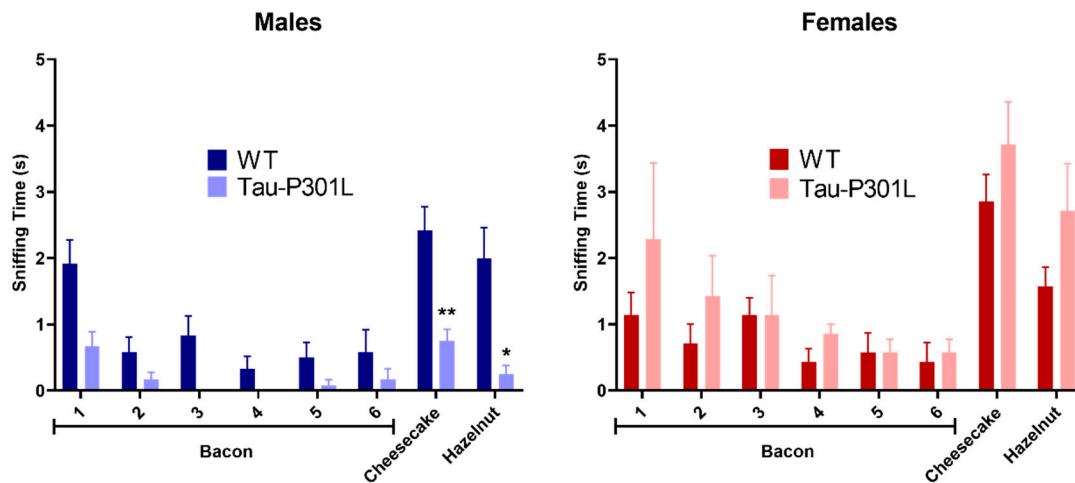 Males
Sniffing Time (s)
5
4
3
2
1
0
WT
Tau-P301L
**
*
1
2
3
4
5
6
Cheesecake
Hazelnut
Bacon
Females
Sniffing Time (s)
5
4
3
2
1
0
WT
Tau-P301L
1
2
3
4
5
6
Cheesecake
Hazelnut
Bacon